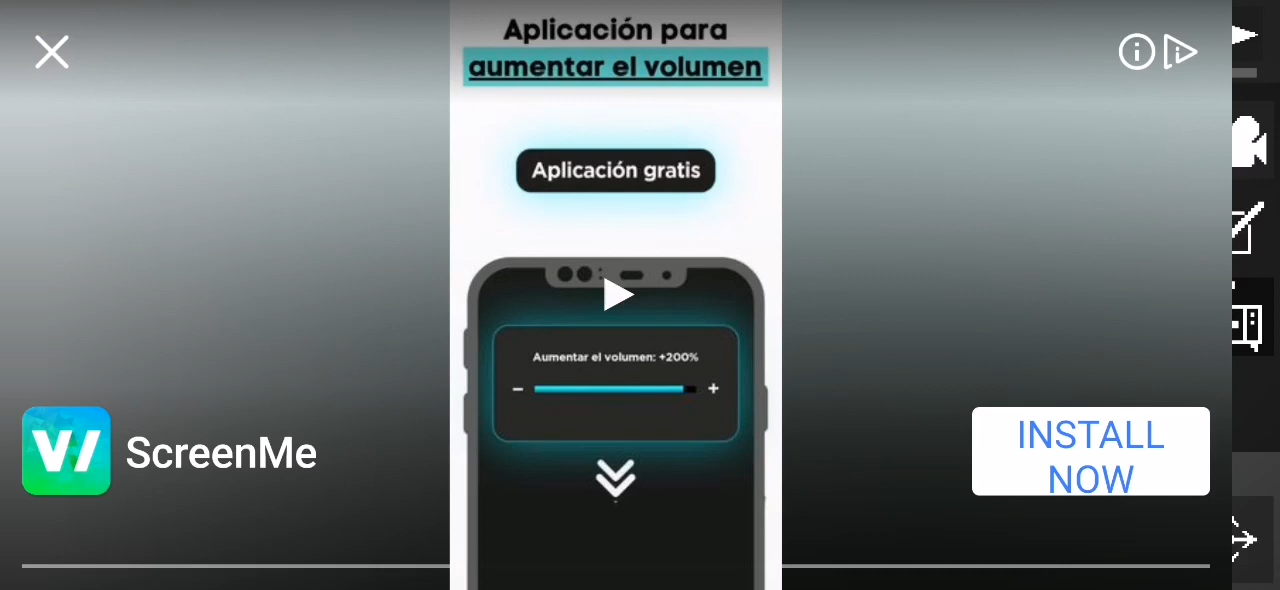 Aplicación para
aumentar el volumen
Aplicación gratis
Aumentar el volumen: +200%
ScreenMe
INSTALL
NOW